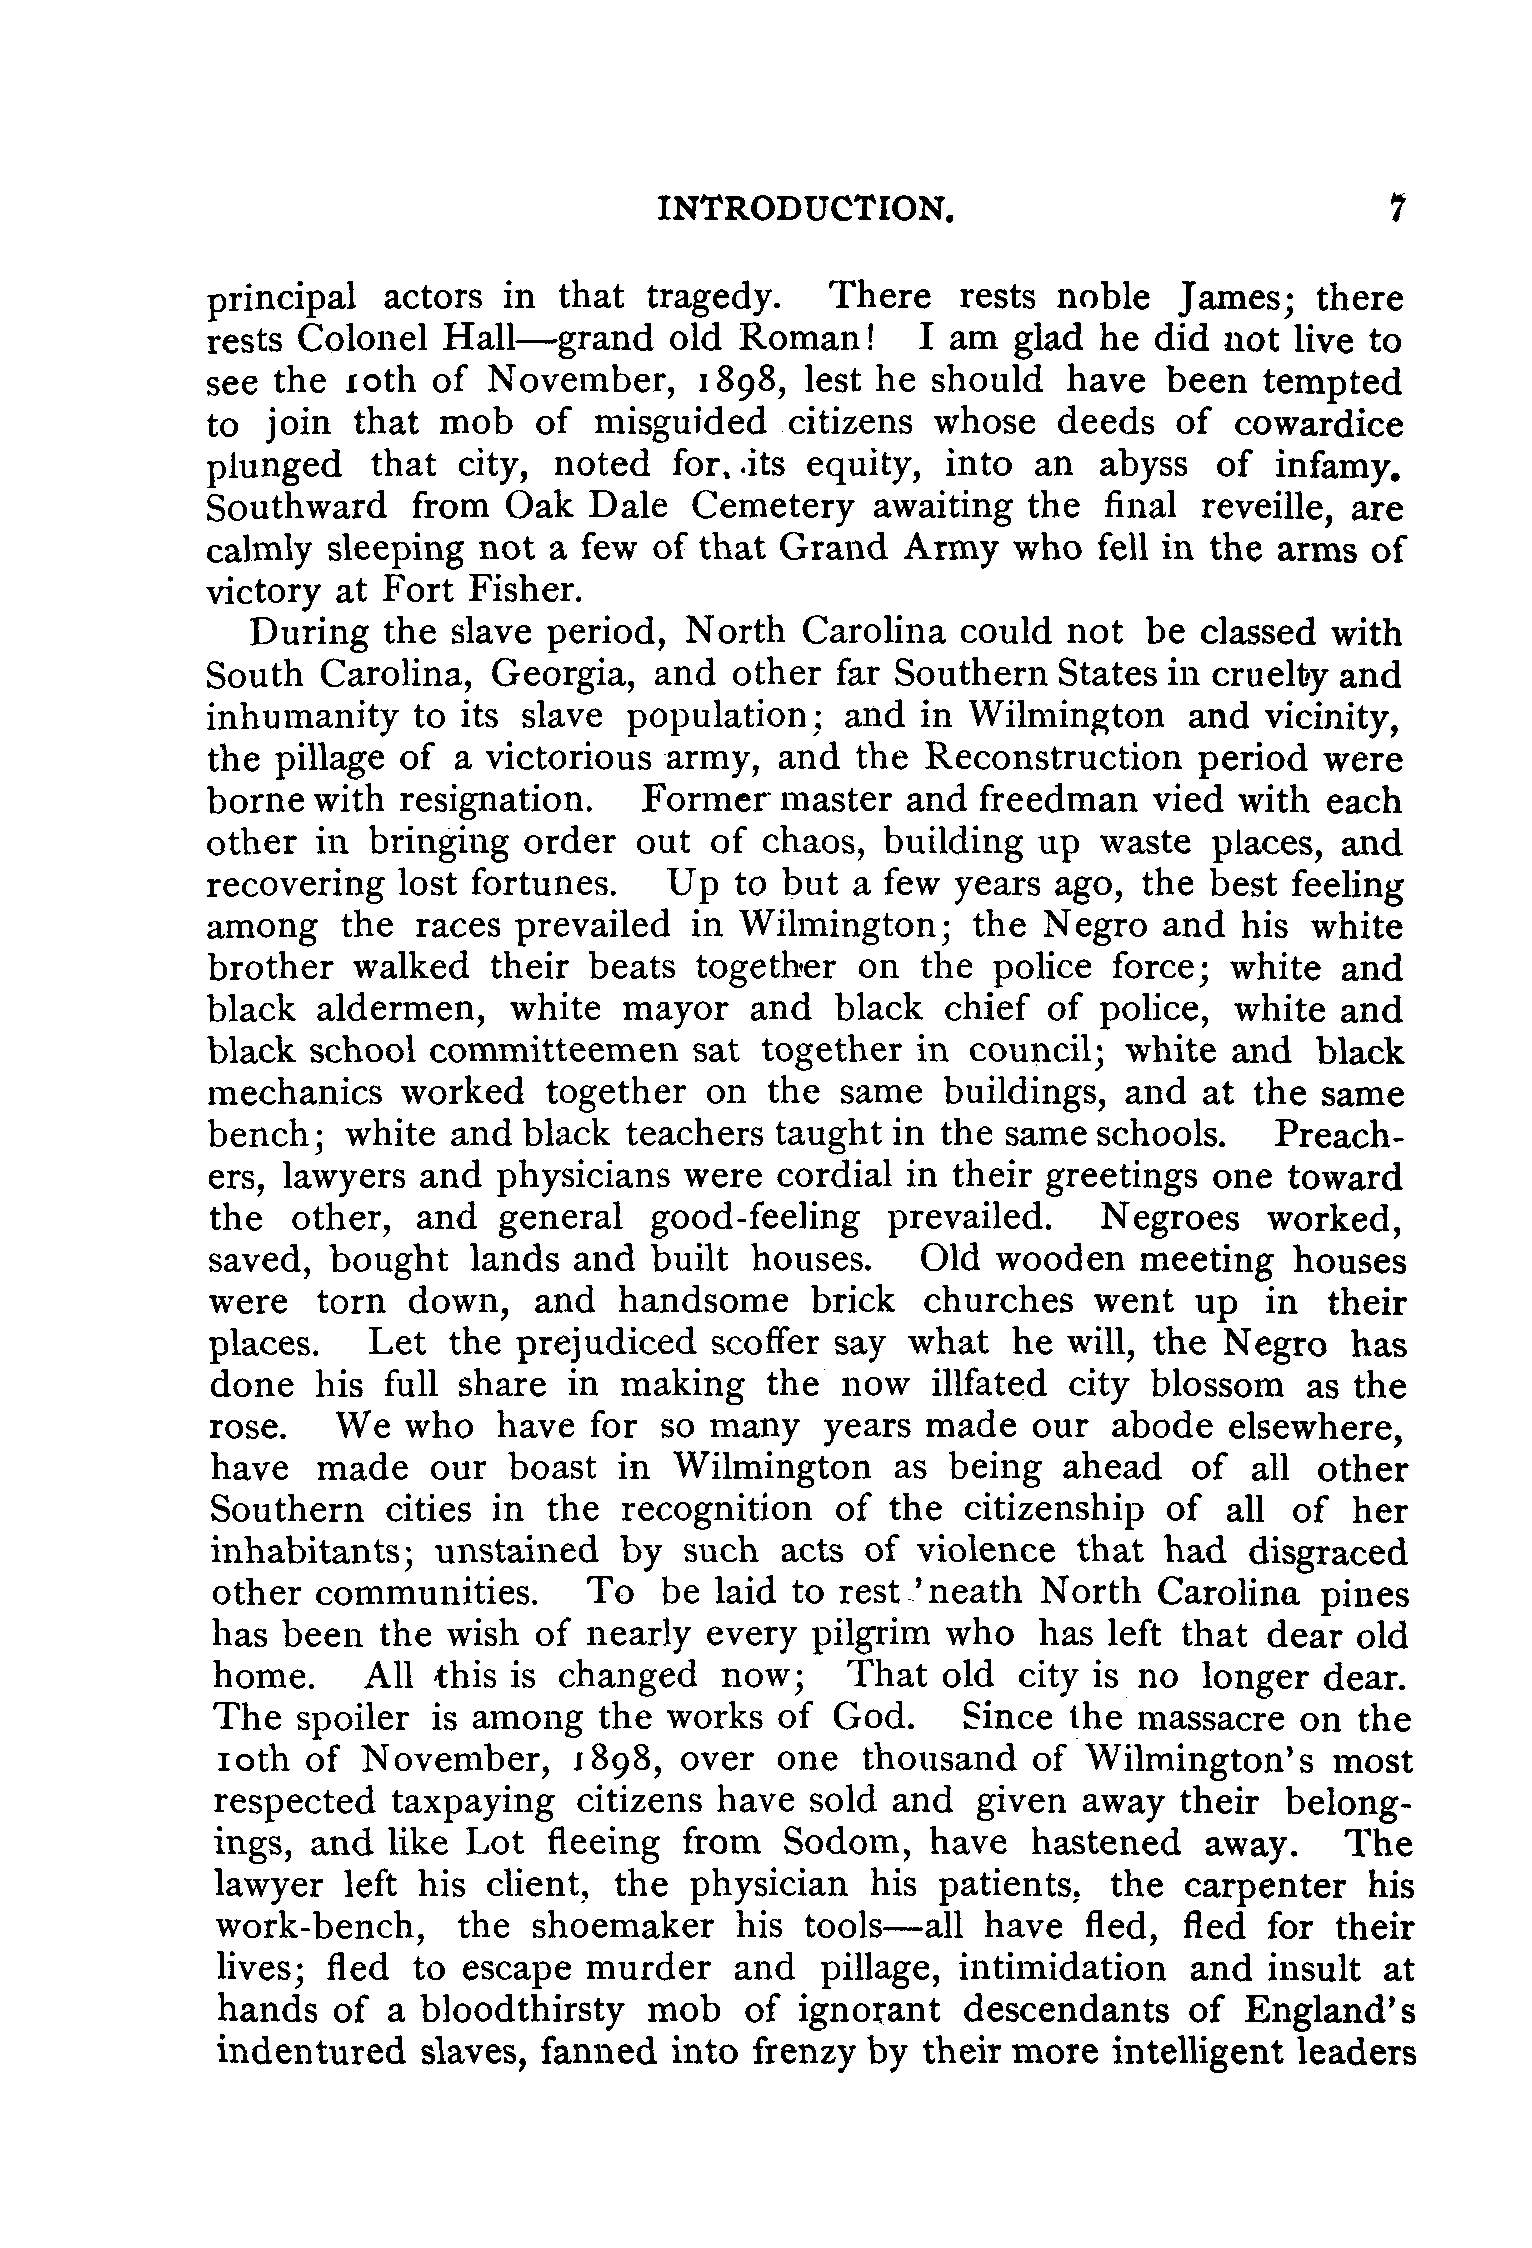 INTRODUCTION. 7
principal actors in that tragedy. There rests noble James; there
rests Colonel Hall—grand old Roman! I am glad he did not live to
see the 10th of November, 1898, lest he should have been tempted
to join that mob of misguided citizens whose deeds of cowardice
plunged that city, noted for its equity, into an abyss of infamy.
Southward from Oak Dale Cemetery awaiting the final reveille, are
calmly sleeping not a few of that Grand Army who fell in the arms of
victory at Fort Fisher.
During the slave period, North Carolina could not be classed with
South Carolina, Georgia, and other far Southern States in cruelty and
inhumanity to its slave population; and in Wilmington and vicinity,
the pillage of a victorious army, and the Reconstruction period were
borne with resignation. Former master and freedman vied with each
other in bringing order out of chaos, building up waste places, and
recovering lost fortunes. Up to but a few years ago, the best feeling
among the races prevailed in Wilmington; the Negro and his white
brother walked their beats together on the police force; white and
black aldermen, white mayor and black chief of police, white and
black school committeemen sat together in council; white and black
mechanics worked together on the same buildings, and at the same
bench; white and black teachers taught in the same schools. Preach-
ers, lawyers and physicians were cordial in their greetings one toward
the other, and general good-feeling prevailed. Negroes worked,
saved, bought lands and built houses. Old wooden meeting houses
were torn down, and handsome brick churches went up in their
places. Let the prejudiced scoffer say what he will, the Negro has
done his full share in making the now illfated city blossom as the
rose. We who have for so many years made our abode elsewhere,
have made our boast in Wilmington as being ahead of all other
Southern cities in the recognition of the citizenship of all of her
inhabitants; unstained by such acts of violence that had disgraced
other communities. To be laid to rest 'neath North Carolina pines
has been the wish of nearly every pilgrim who has left that dear old
home. All this is changed now; That old city is no longer dear.
The spoiler is among the works of God. Since the massacre on the
10th of November, 1898, over one thousand of Wilmington's most
respected taxpaying citizens have sold and given away their belong-
ings, and like Lot fleeing from Sodom, have hastened away. The
lawyer left his client, the physician his patients, the carpenter his
work-bench, the shoemaker his tools—all have fled, fled for their
lives; fled to escape murder and pillage, intimidation and insult at
hands of a bloodthirsty mob of ignorant descendants of England's
indentured slaves, fanned into frenzy by their more intelligent leaders